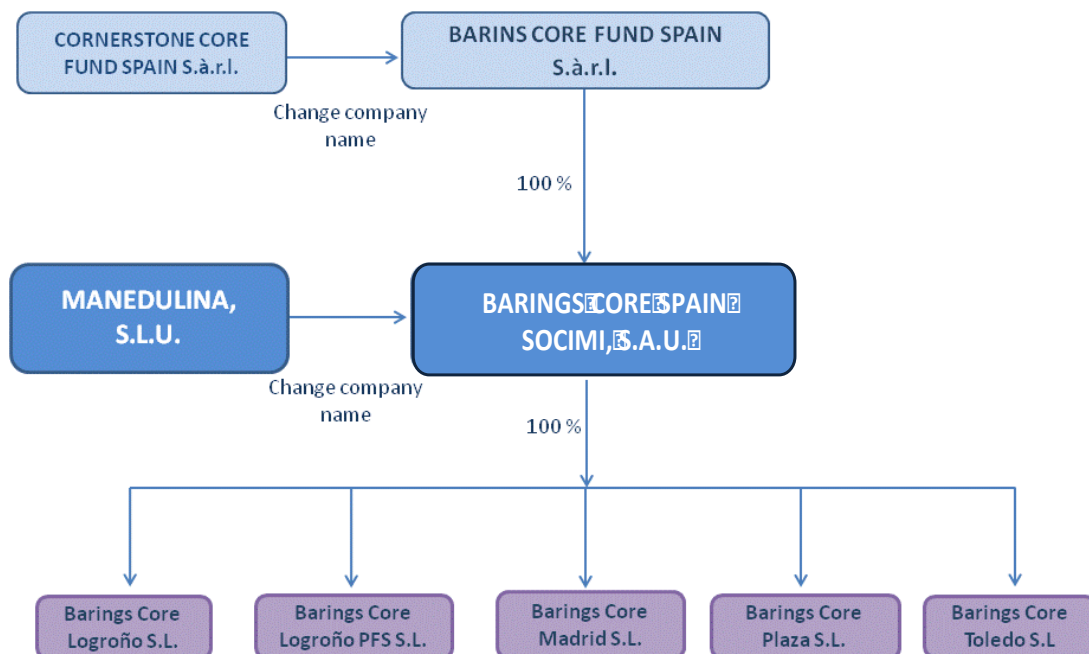 CORNERSTONE CORE
FUND SPAIN S.à.r.l.
BARINS CORE FUND SPAIN
S.à.r.l.
Change company
name
100 %
MANEDULINA,
S.L.U.
BARINGS CORE SPAIN
SOCIMI, S.A.U.
Change company
name
100 %
Barings Core
Logroño S.L.
Barings Core
Logroño PFS S.L.
Barings Core
Madrid S.L.
Barings Core
Plaza S.L.
Barings Core
Toledo S.L